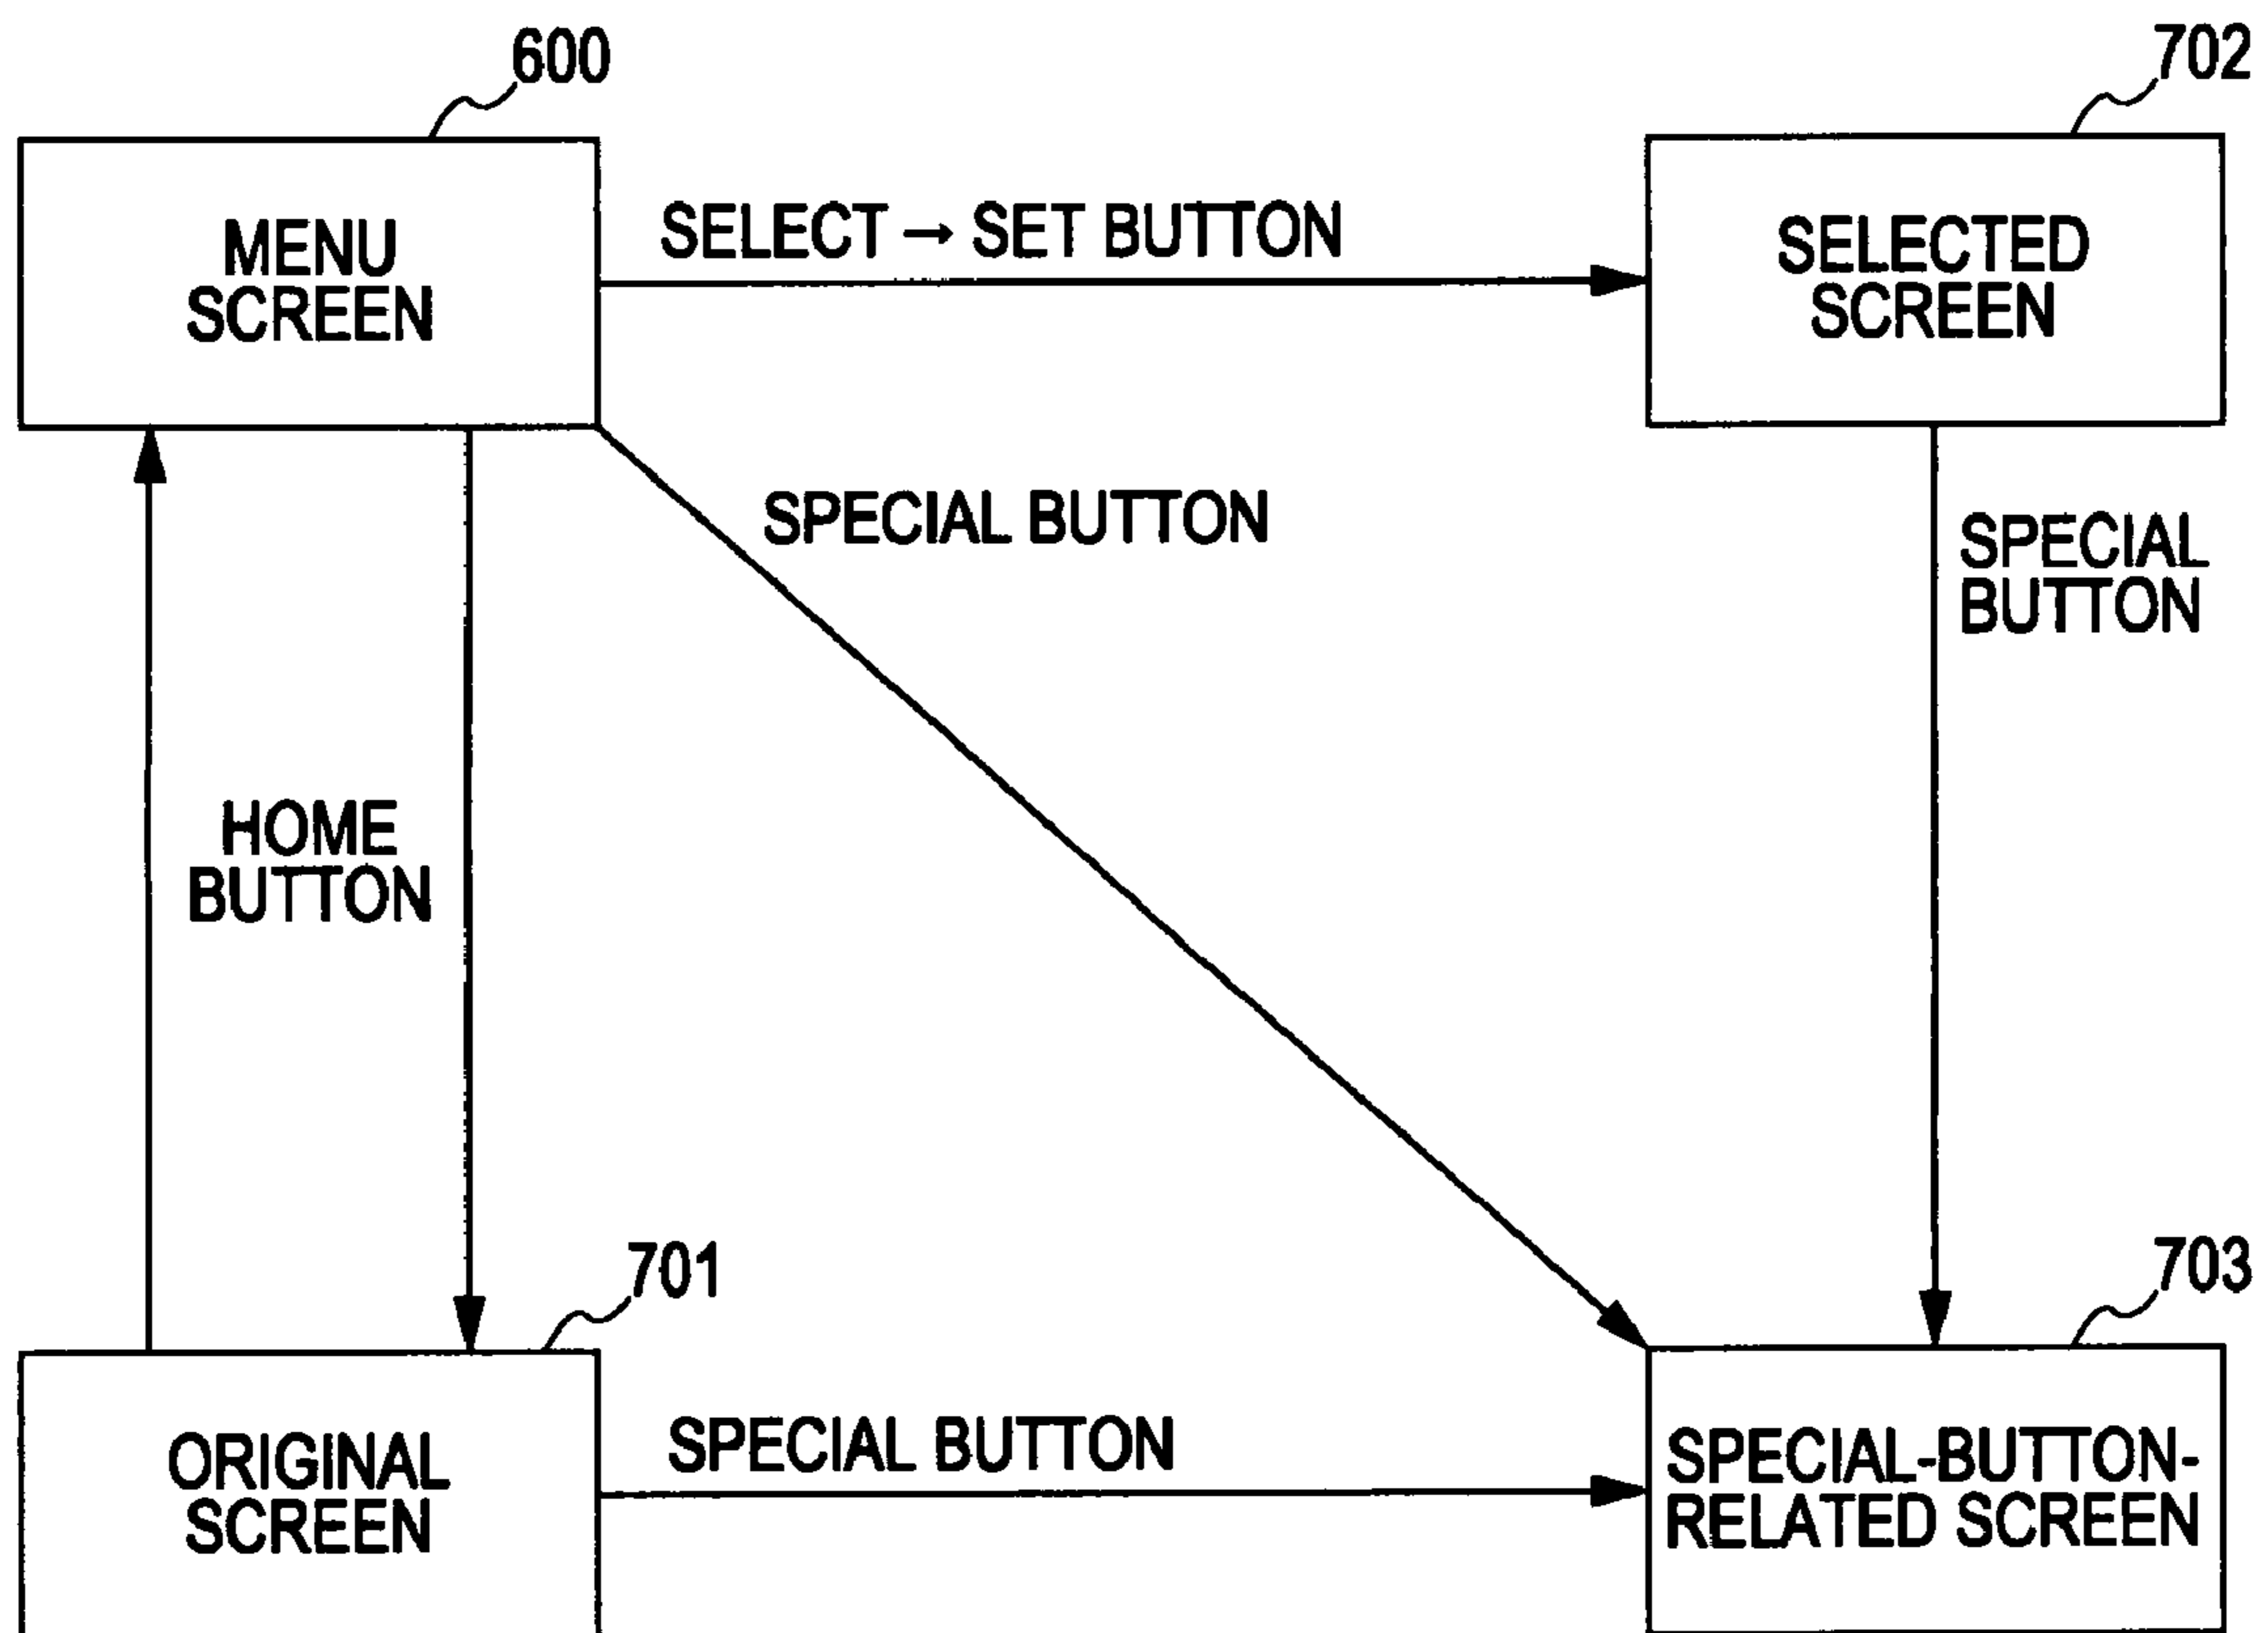 600
702
MENU
SCREEN
SELECT → SET BUTTON
SELECTED
SCREEN
SPECIAL BUTTON
SPECIAL
BUTTON
HOME
BUTTON
701
703
ORIGINAL
SCREEN
SPECIAL BUTTON
SPECIAL-BUTTON-
RELATED SCREEN